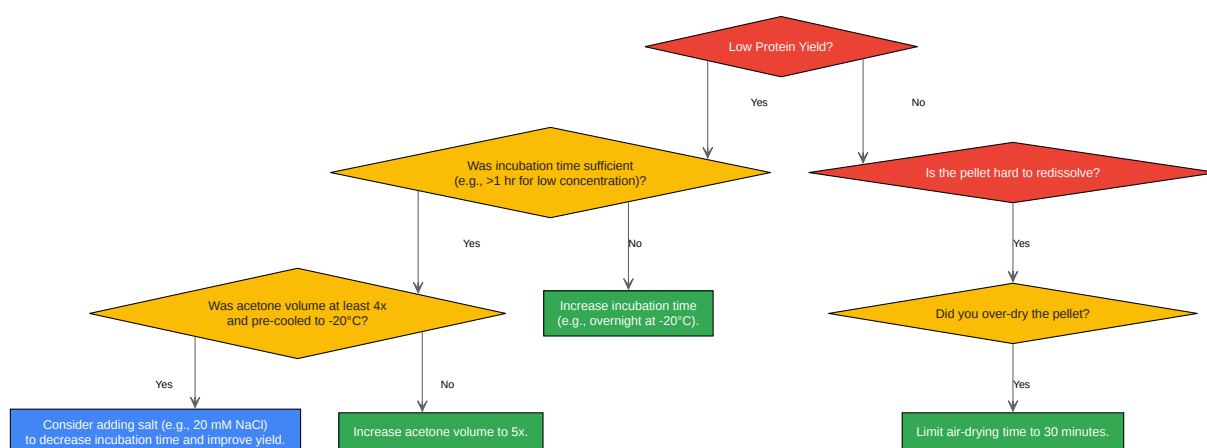 Low Protein Yield?
Yes
No
Was incubation time sufficient
(e.g., >1 hr for low concentration)?
Is the pellet hard to redissolve?
Yes
No
Yes
Was acetone volume at least 4x
and pre-cooled to -20°C?
Increase incubation time
(e.g., overnight at -20°C).
Did you over-dry the pellet?
Yes
No
Yes
Consider adding salt (e.g., 20 mM NaCl)
to decrease incubation time and improve yield.
Increase acetone volume to 5x.
Limit air-drying time to 30 minutes.